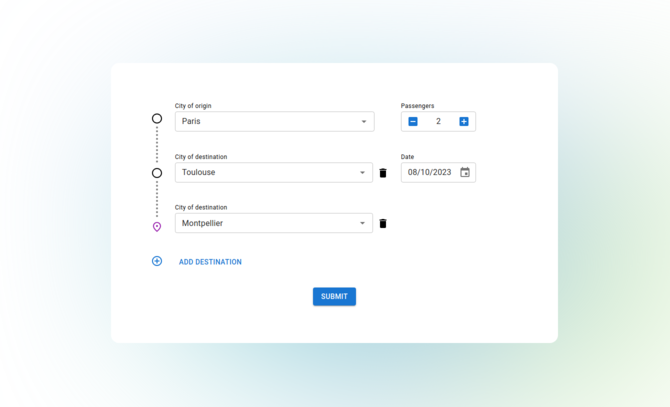 City of origin
Paris
Passengers
2
City of destination
Toulouse
Date
08/10/2023
City of destination
Montpellier
ADD DESTINATION
SUBMIT